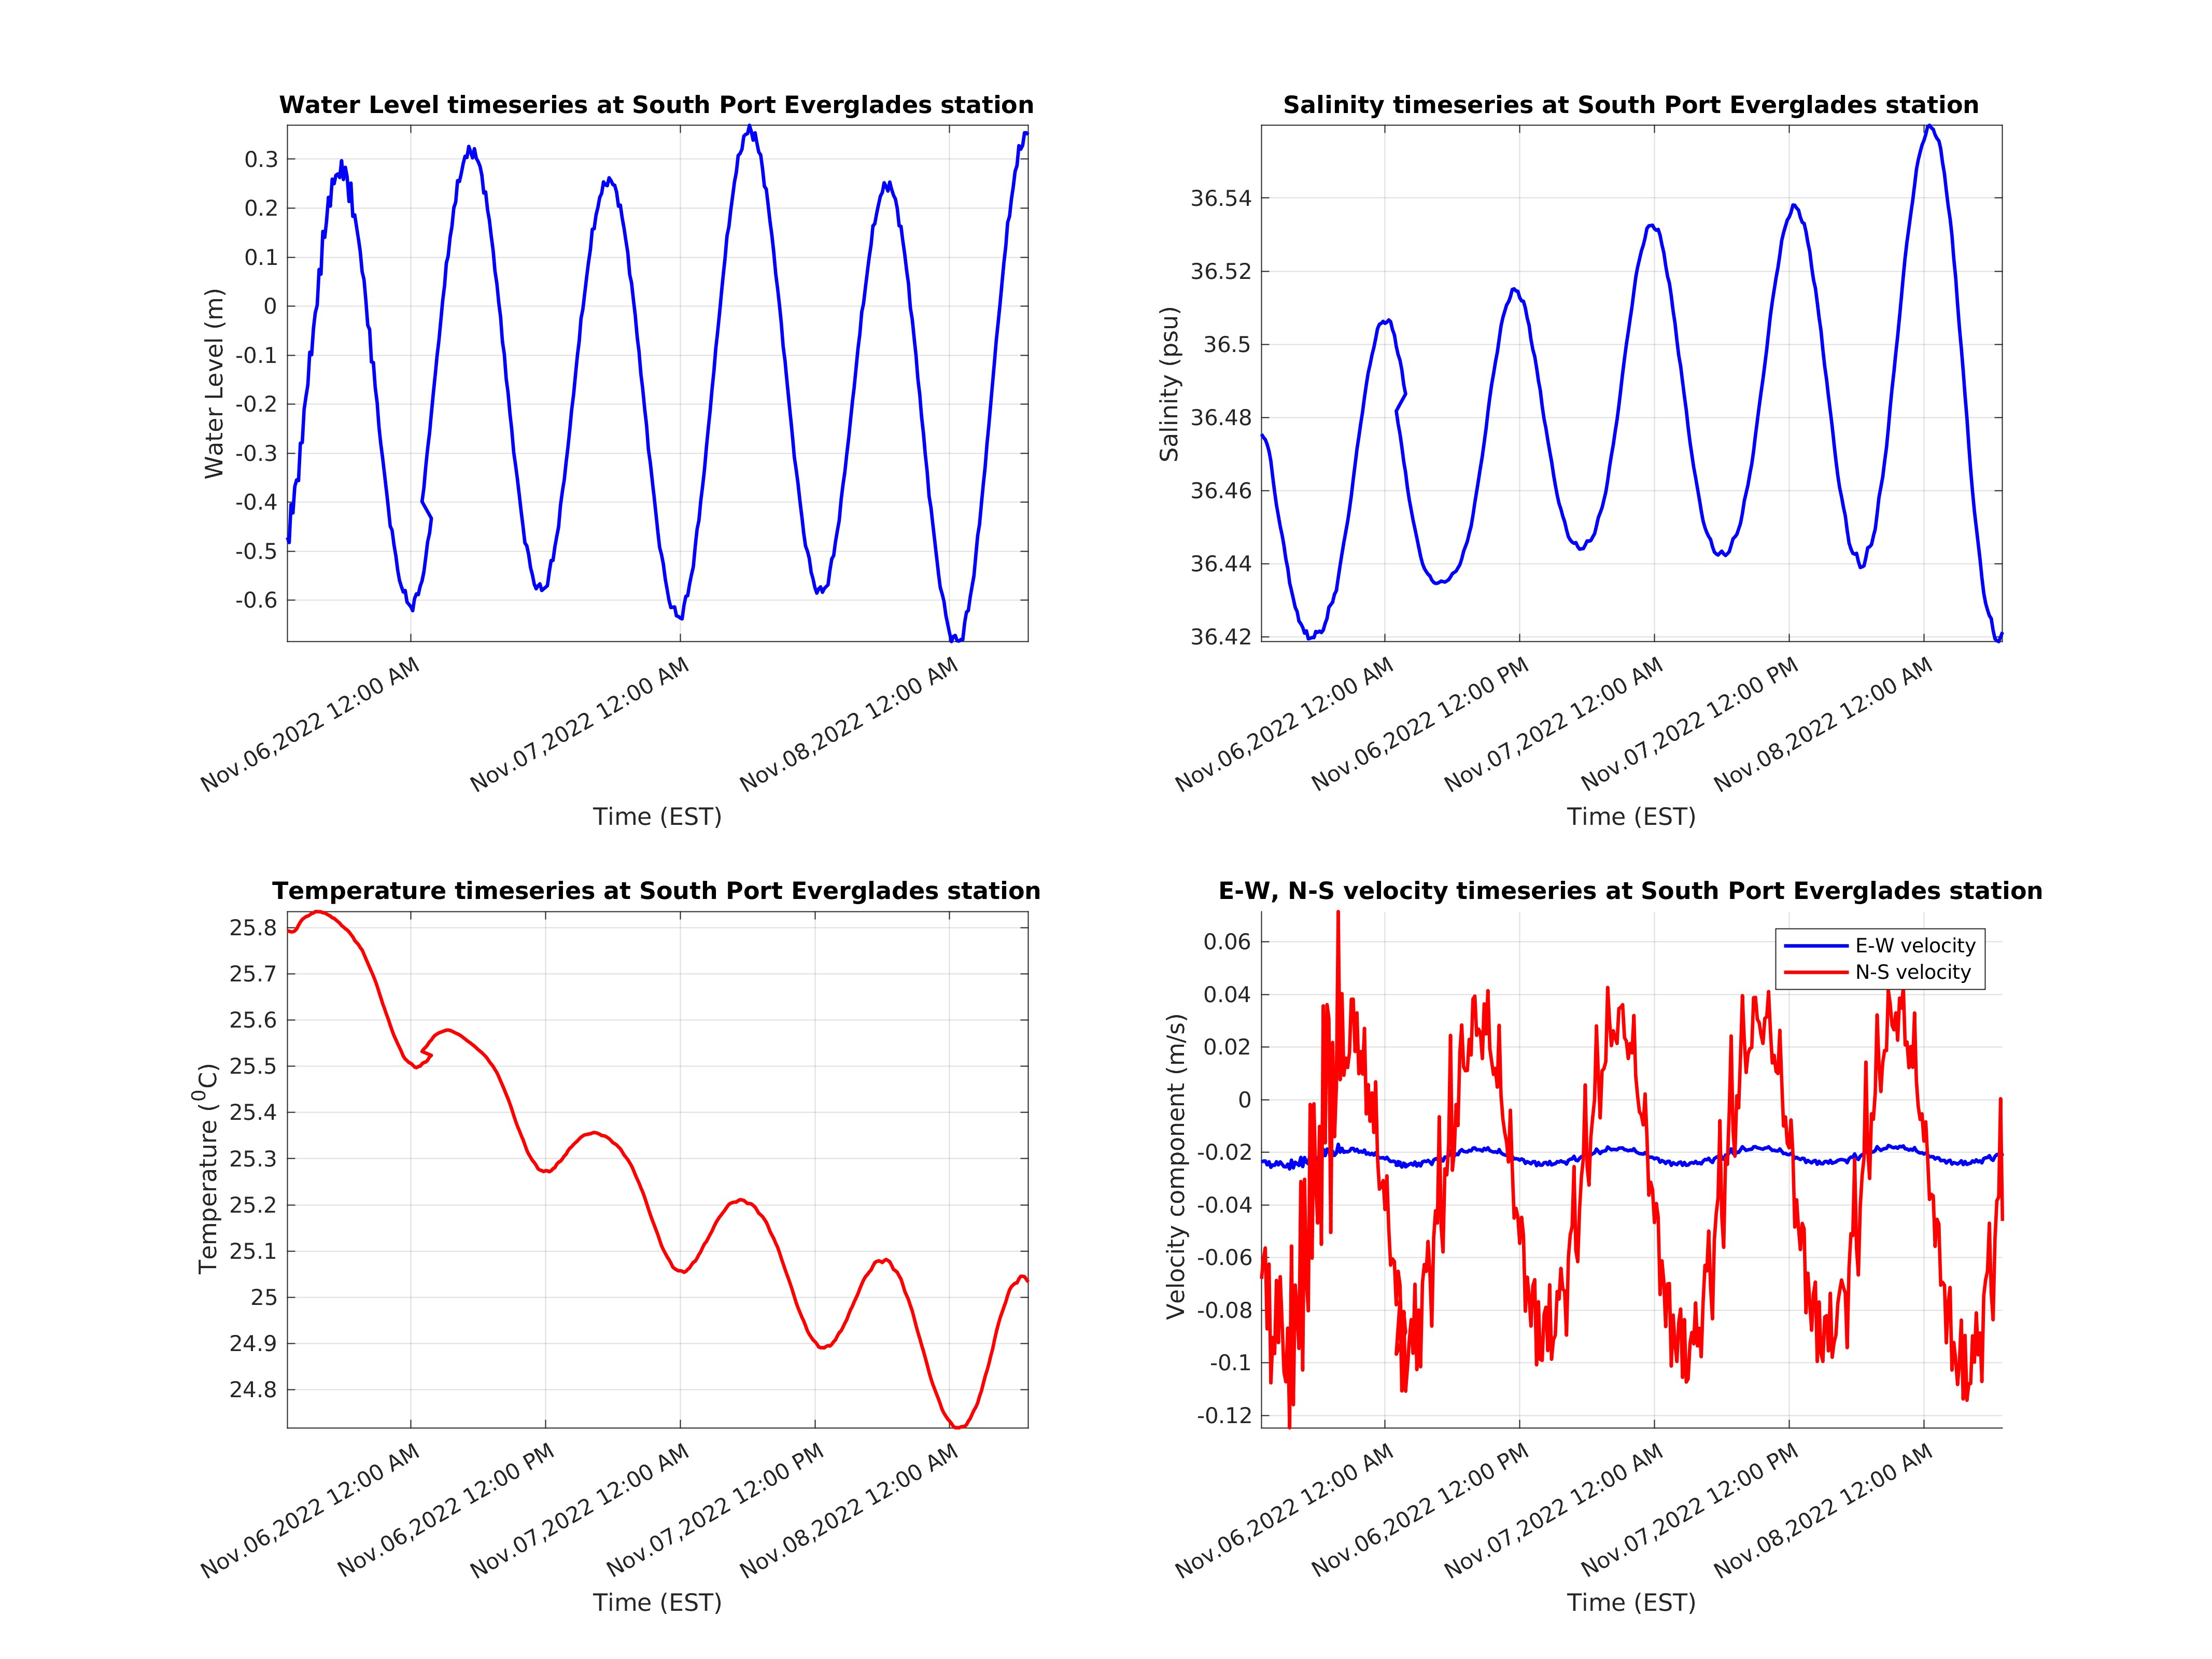 Water Level timeseries at South Port Everglades station
0.3
0.2
0.1
0
-0.1
-0.2
-0.3
-0.4
-0.5
-0.6
Water Level (m)
Nov.06,2022 12:00 AM
Nov.07,2022 12:00 AM
Nov.08,2022 12:00 AM
Time (EST)
Salinity timeseries at South Port Everglades station
36.54
36.52
36.5
36.48
36.46
36.44
36.42
Salinity (psu)
Nov.06,2022 12:00 AM
Nov.06,2022 12:00 PM
Nov.07,2022 12:00 AM
Nov.07,2022 12:00 PM
Nov.08,2022 12:00 AM
Time (EST)
Temperature timeseries at South Port Everglades station
25.8
25.7
25.6
25.5
25.4
25.3
25.2
25.1
25
24.9
24.8
Temperature (⁰C)
Nov.06,2022 12:00 AM
Nov.06,2022 12:00 PM
Nov.07,2022 12:00 AM
Nov.07,2022 12:00 PM
Nov.08,2022 12:00 AM
Time (EST)
E-W, N-S velocity timeseries at South Port Everglades station
E-W velocity
N-S velocity
0.06
0.04
0.02
0
-0.02
-0.04
-0.06
-0.08
-0.1
-0.12
Velocity component (m/s)
Nov.06,2022 12:00 AM
Nov.06,2022 12:00 PM
Nov.07,2022 12:00 AM
Nov.07,2022 12:00 PM
Nov.08,2022 12:00 AM
Time (EST)